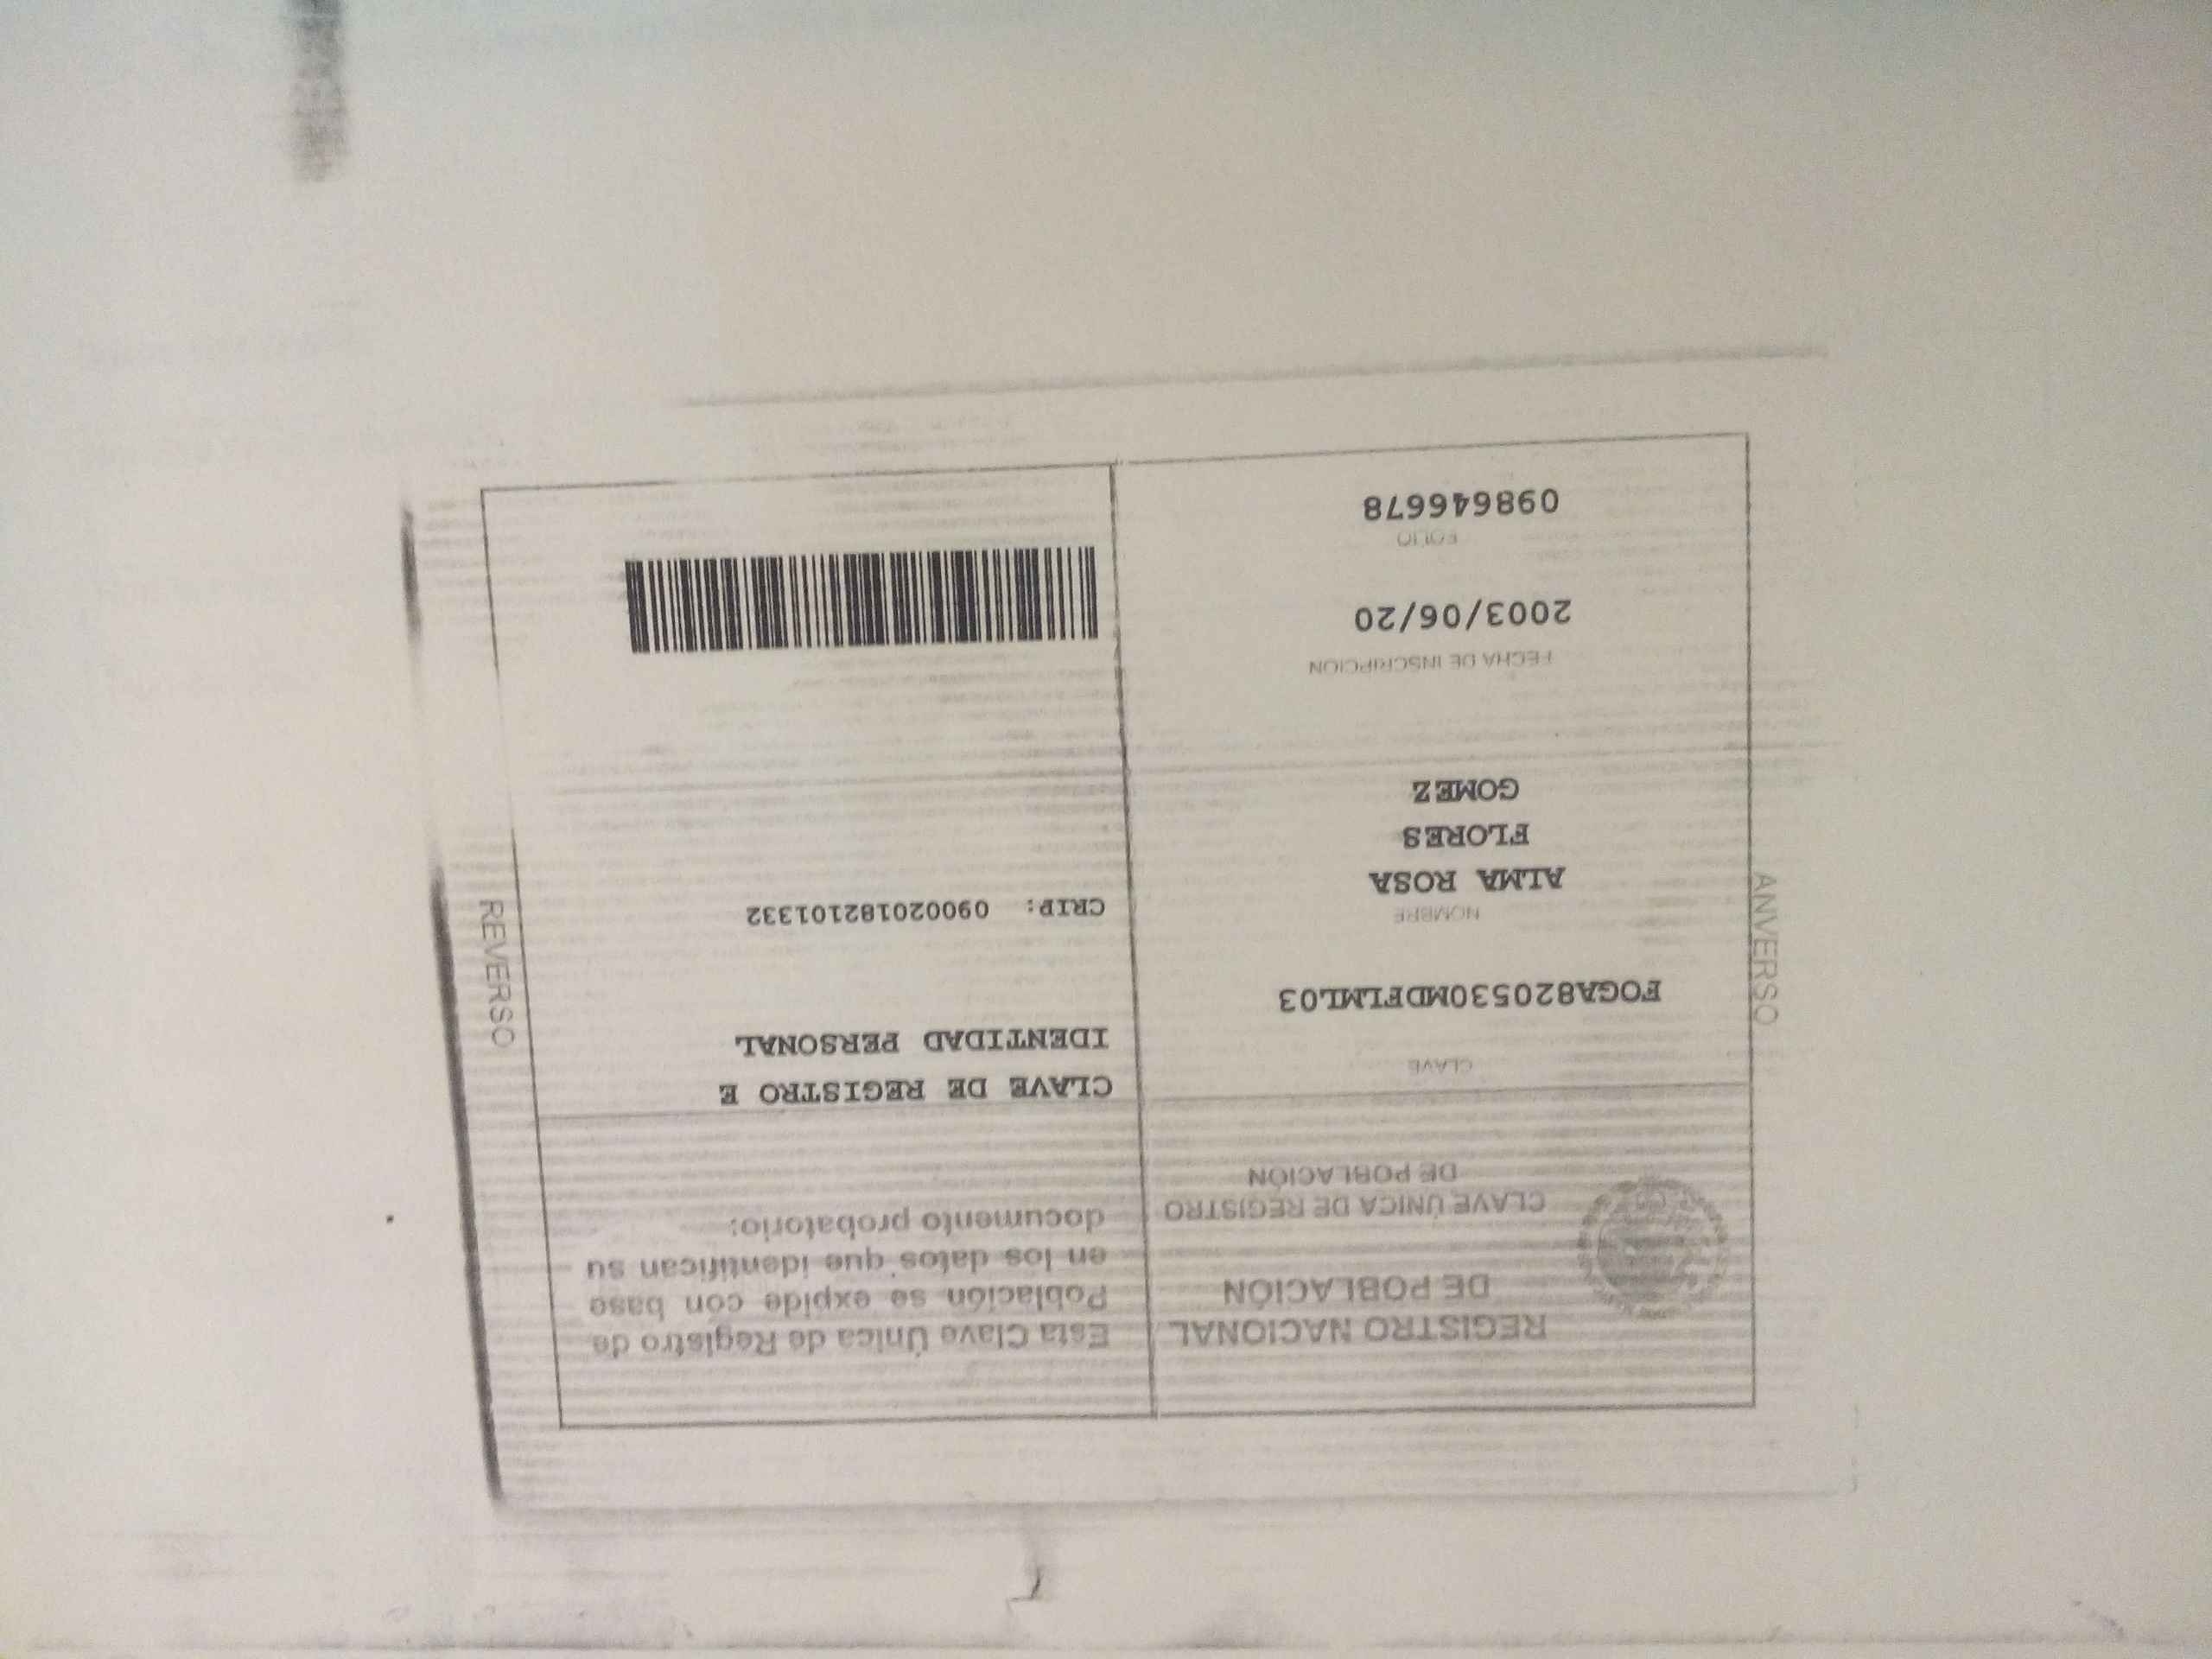 ANVERSO
REGISTRO NACIONAL
DE POBLACIÓN
CLAVE ÚNICA DE REGISTRO
DE POBLACIÓN
CLAVE
FOGA820530MDFLML03
NOMBRE
ALMA ROSA
FLORES
GOMEZ
FECHA DE INSCRIPCION
2003/06/20
FOLIO
098646678
REVERSO
Esta Clave Única de Registro de
Población se expide con base
en los datos que identifican su
documento probatorio:
CLAVE DE REGISTRO E
IDENTIDAD PERSONAL
CRIP: 090020182101332